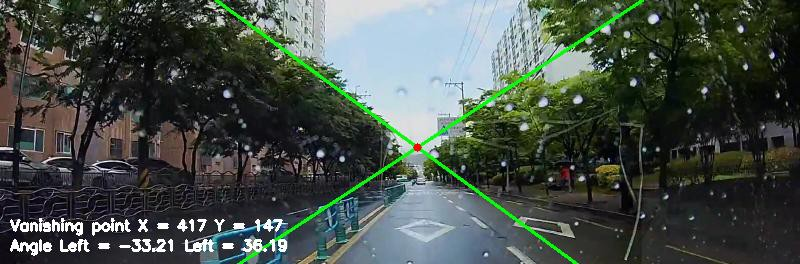 Vanishing point X = 417 Y = 147
Angle Left = -33.21 Left = 36.19